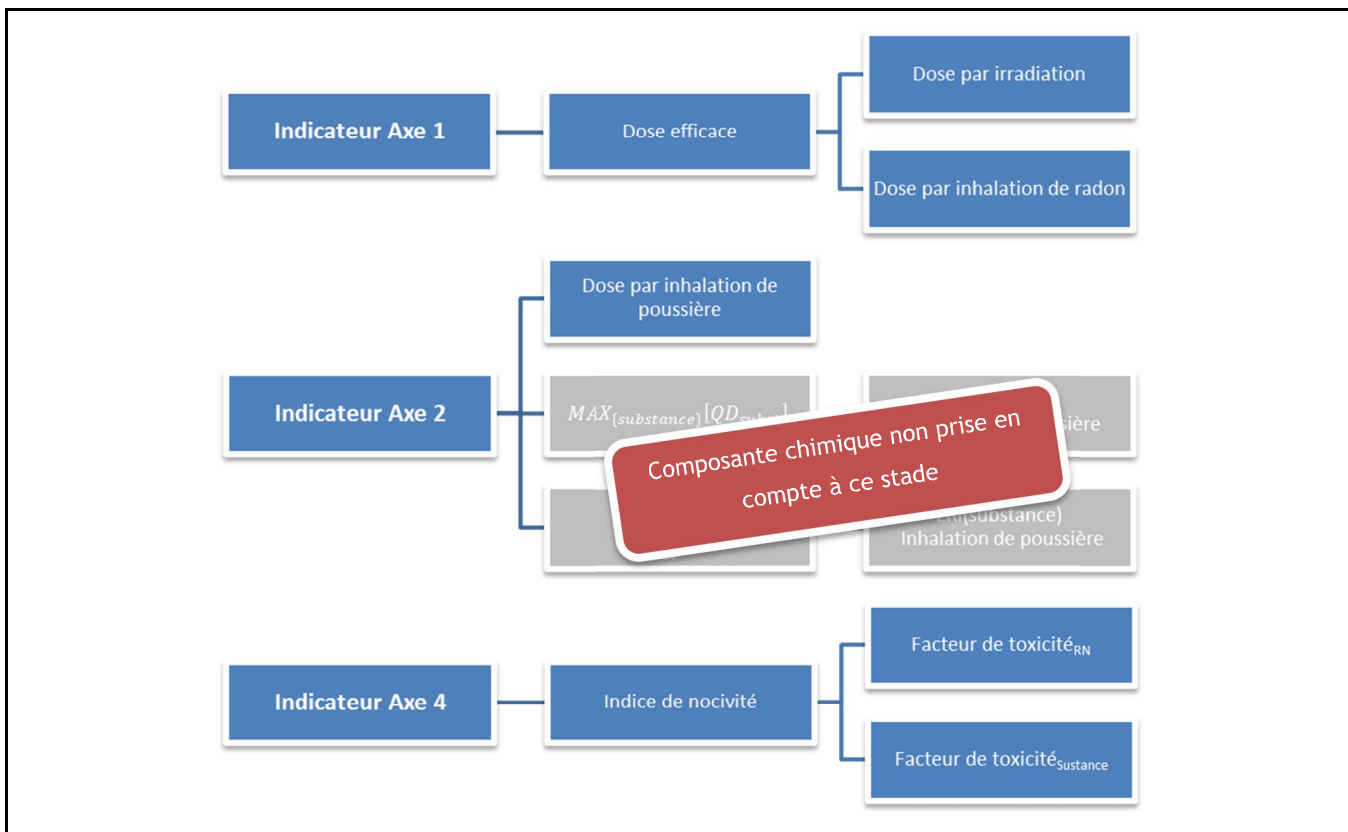 Indicateur Axe 1
Dose efficace
Dose par irradiation
Dose par inhalation de radon
Indicateur Axe 2
Dose par inhalation de
poussière
MAX{substance}[QDsubst]
Composante chimique non prise en
compte à ce stade
(substance)
Inhalation de poussière
Indicateur Axe 4
Indice de nocivité
Facteur de toxicitéRN
Facteur de toxicitéSustance